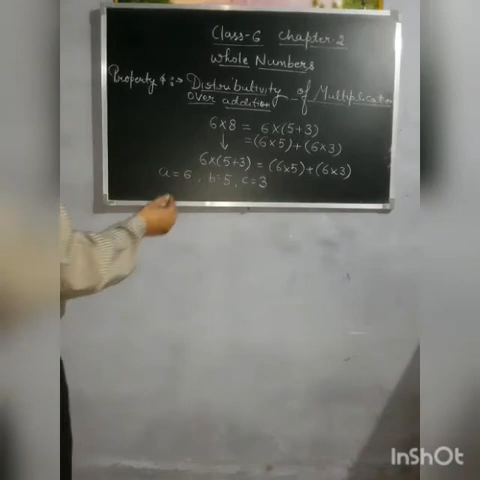 Class-6 Chapter-2
Whole Numbers
Property 4 :⇒ Distributivity of Multiplication
over addition
6×8 = 6×(5+3)
↓ =(6×5)+(6×3)
6×(5+3) = (6×5)+(6×3)
a=6, b=5, c=3
InShOt